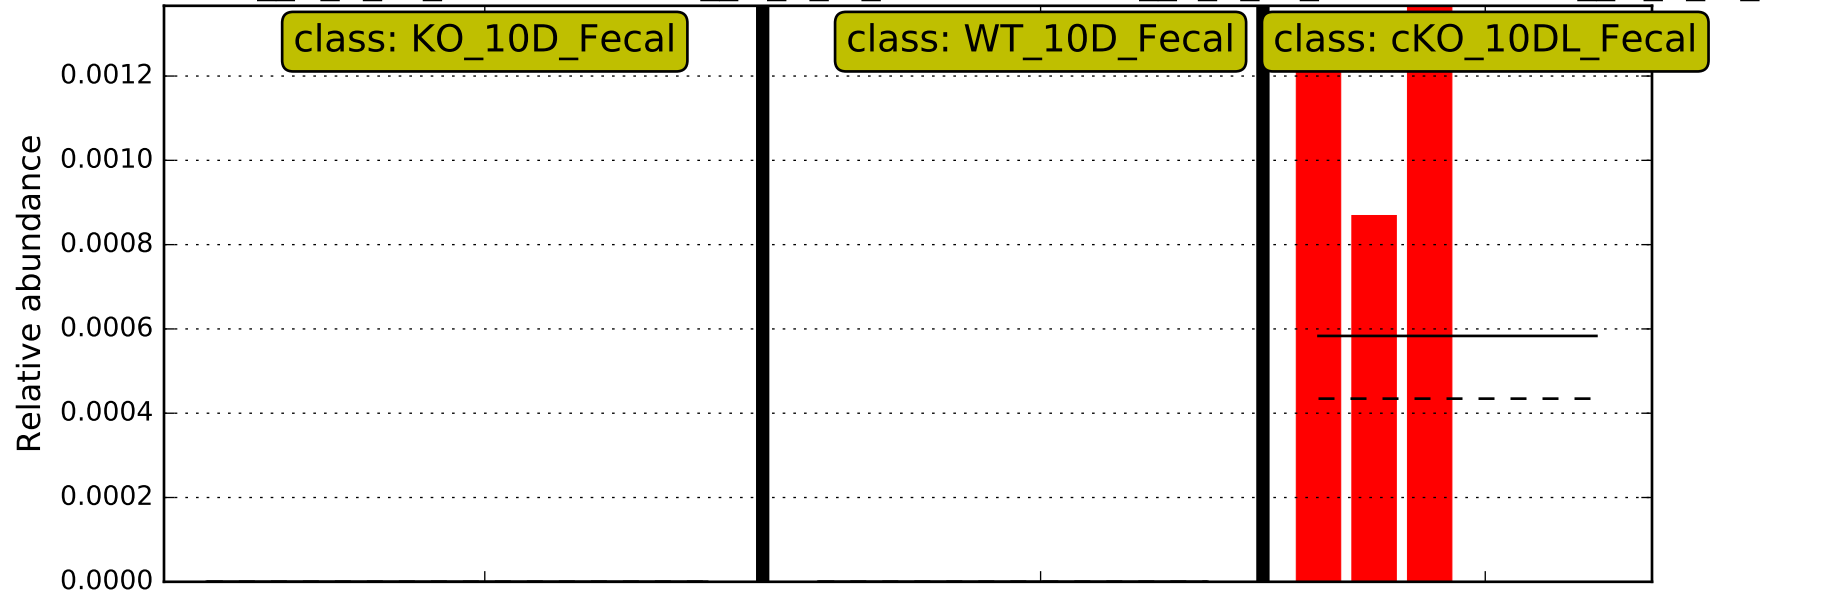 class: KO_10D_Fecal
class: WT_10D_Fecal
class: cKO_10DL_Fecal
0.0012
0.0010
0.0008
0.0006
0.0004
0.0002
0.0000
Relative abundance